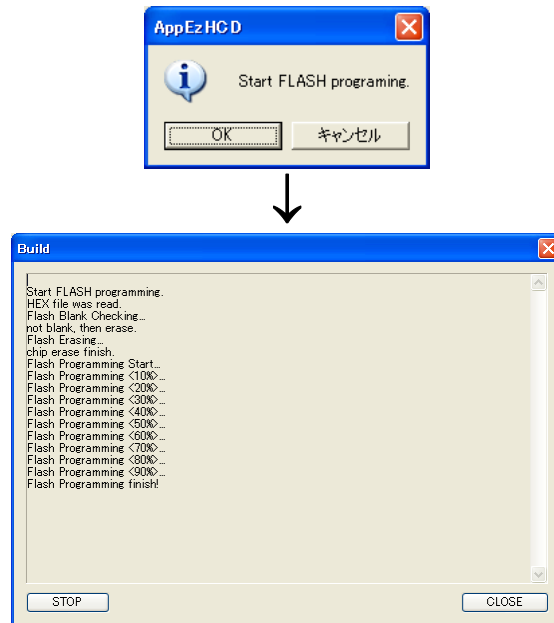 AppEzHCD
Start FLASH programing.
OK
キャンセル
Build
Start FLASH programming.
HEX file was read.
Flash Blank Checking...
not blank, then erase.
Flash Erasing...
chip erase finish.
Flash Programming Start...
Flash Programming <10%>...
Flash Programming <20%>...
Flash Programming <30%>...
Flash Programming <40%>...
Flash Programming <50%>...
Flash Programming <60%>...
Flash Programming <70%>...
Flash Programming <80%>...
Flash Programming <90%>...
Flash Programming finish!
STOP
CLOSE